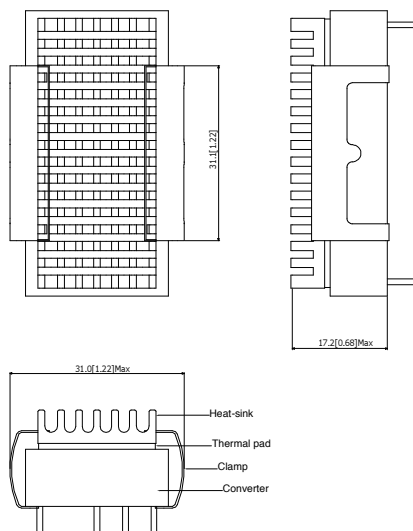 31.1[1.22]
17.2[0.68]Max
31.0[1.22]Max
Heat-sink
Thermal pad
Clamp
Converter